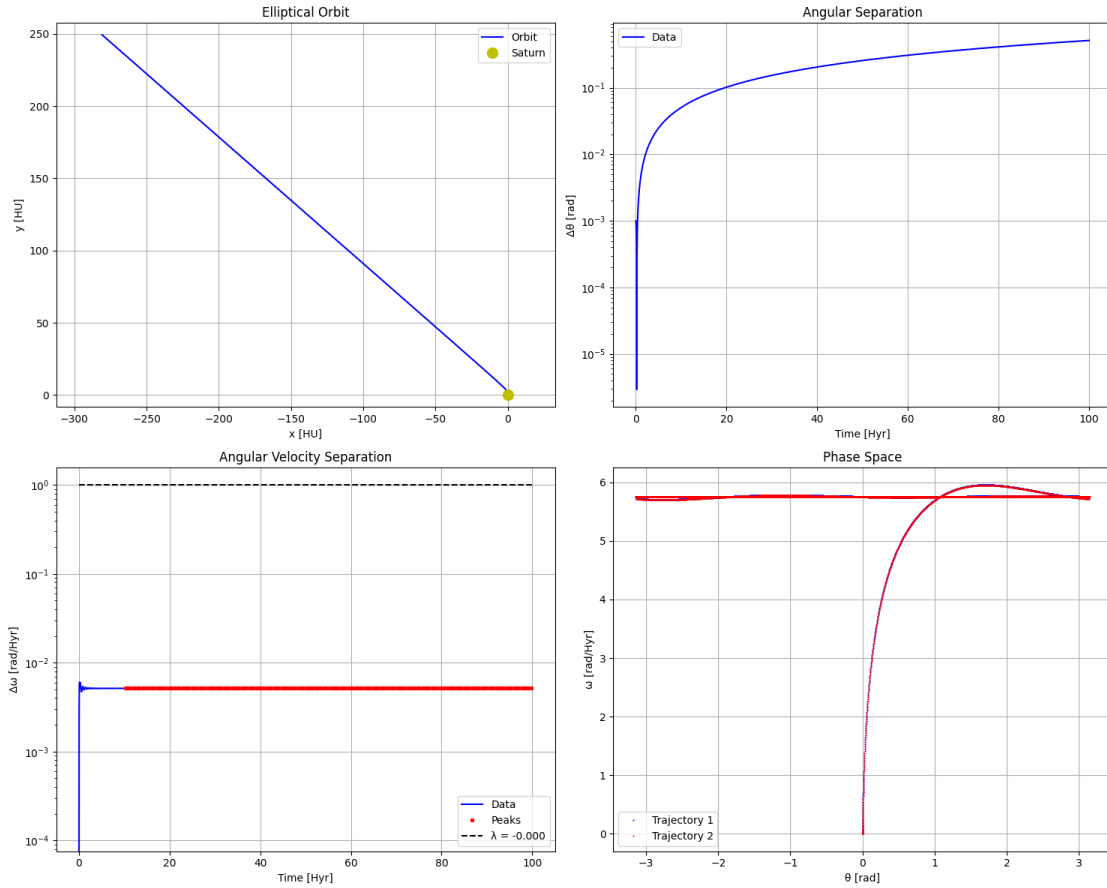 Elliptical Orbit
Orbit
Saturn
250
200
150
100
50
0
y [HU]
−300
−250
−200
−150
−100
−50
0
x [HU]
Angular Separation
Data
10⁻¹
10⁻²
10⁻³
10⁻⁴
10⁻⁵
Δθ [rad]
0
20
40
60
80
100
Time [Hyr]
Angular Velocity Separation
10⁰
10⁻¹
10⁻²
10⁻³
10⁻⁴
Δω [rad/Hyr]
Data
Peaks
λ = -0.000
0
20
40
60
80
100
Time [Hyr]
Phase Space
6
5
4
3
2
1
0
ω [rad/Hyr]
Trajectory 1
Trajectory 2
−3
−2
−1
0
1
2
3
θ [rad]